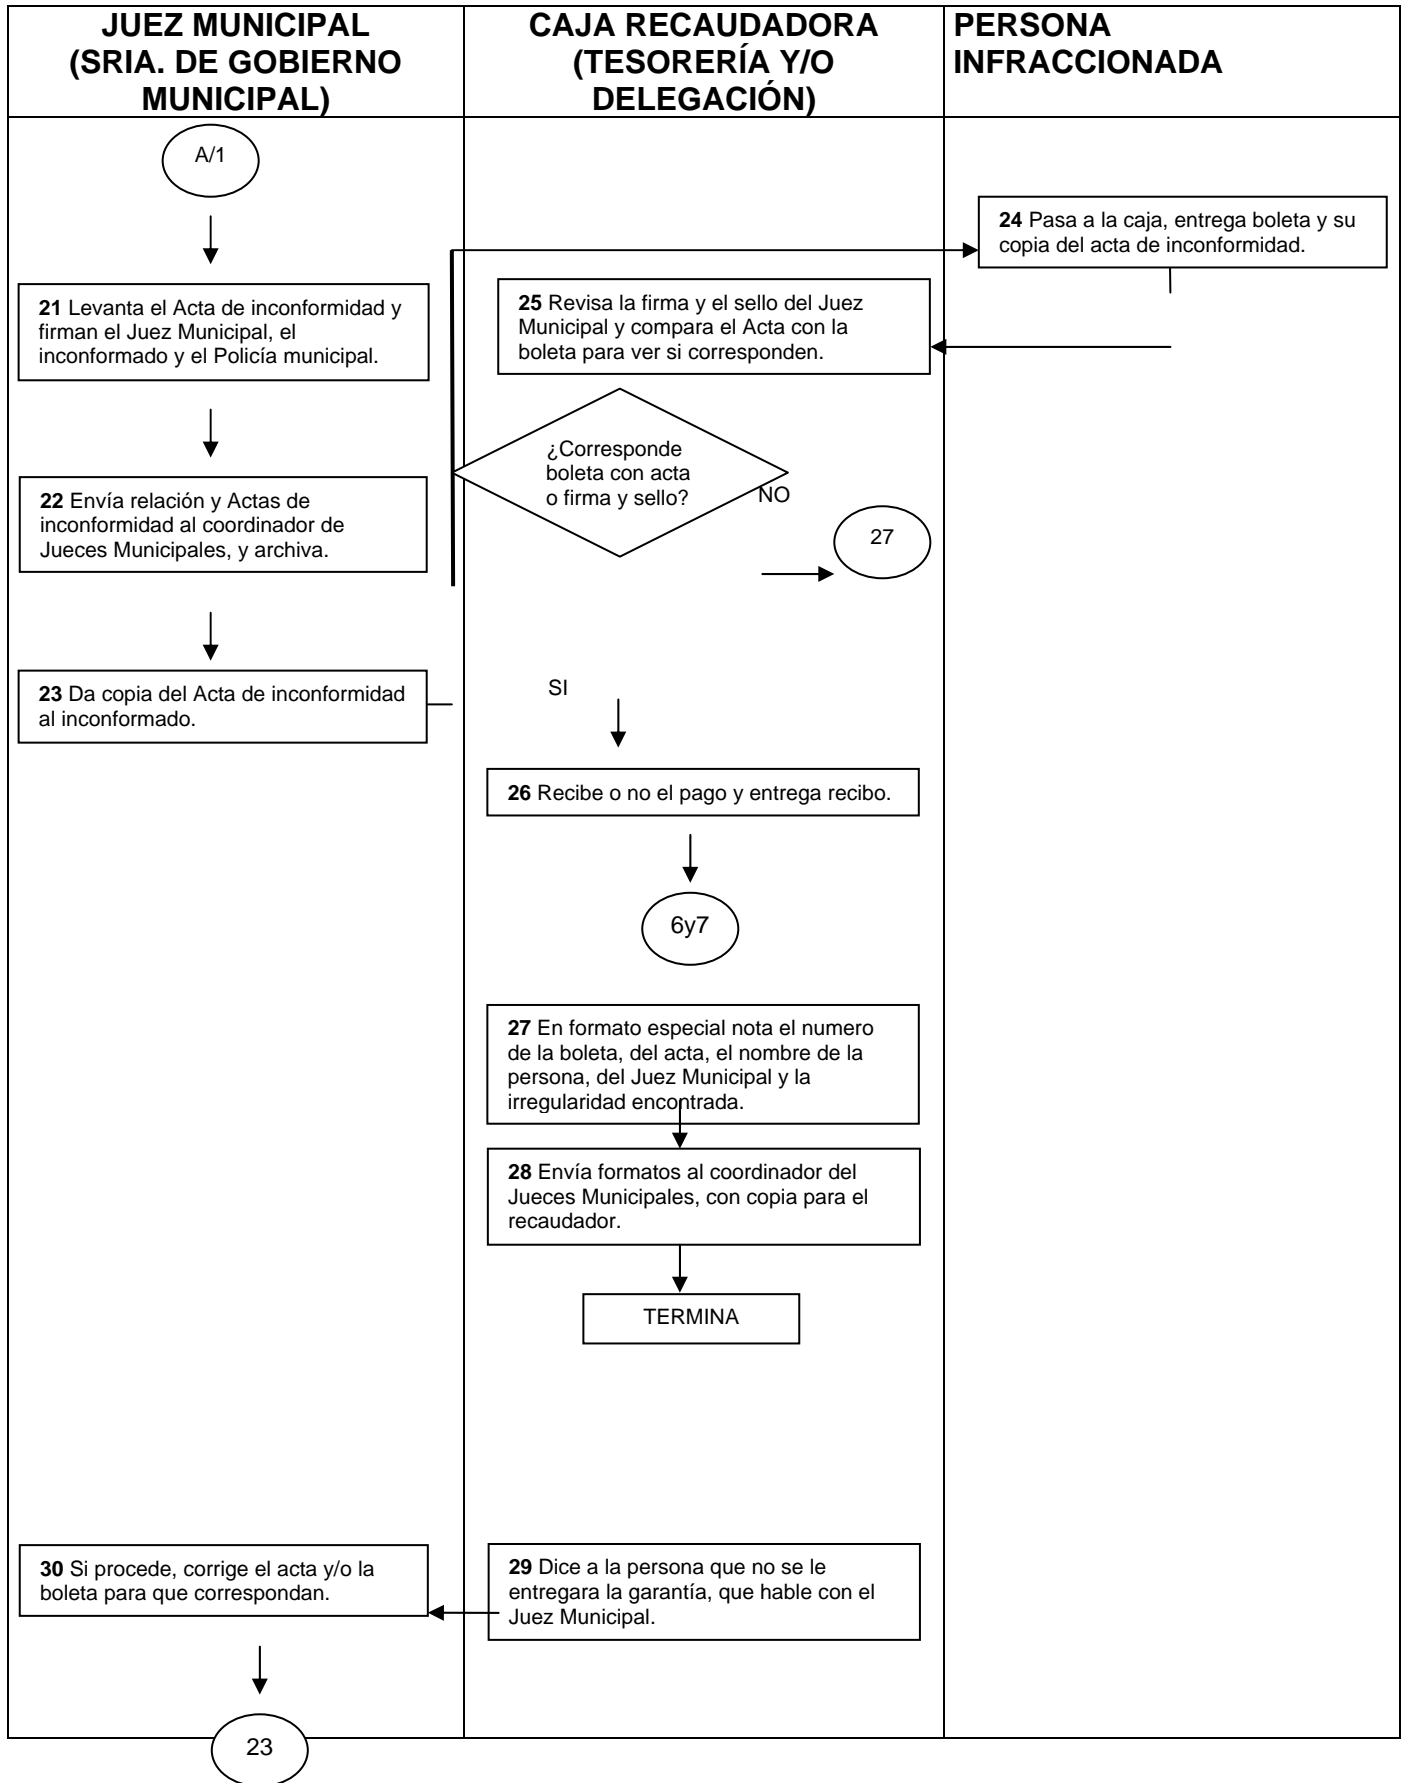 JUEZ MUNICIPAL
(SRIA. DE GOBIERNO
MUNICIPAL)
CAJA RECAUDADORA
(TESORERÍA Y/O
DELEGACIÓN)
PERSONA
INFRACCIONADA
A/1
21 Levanta el Acta de inconformidad y
firman el Juez Municipal, el
inconformado y el Policía municipal.
22 Envía relación y Actas de
inconformidad al coordinador de
Jueces Municipales, y archiva.
23 Da copia del Acta de inconformidad
al inconformado.
24 Pasa a la caja, entrega boleta y su
copia del acta de inconformidad.
25 Revisa la firma y el sello del Juez
Municipal y compara el Acta con la
boleta para ver si corresponden.
¿Corresponde
boleta con acta
o firma y sello?
NO
27
SI
26 Recibe o no el pago y entrega recibo.
6y7
27 En formato especial nota el numero
de la boleta, del acta, el nombre de la
persona, del Juez Municipal y la
irregularidad encontrada.
28 Envía formatos al coordinador del
Jueces Municipales, con copia para el
recaudador.
TERMINA
29 Dice a la persona que no se le
entregara la garantía, que hable con el
Juez Municipal.
30 Si procede, corrige el acta y/o la
boleta para que correspondan.
23